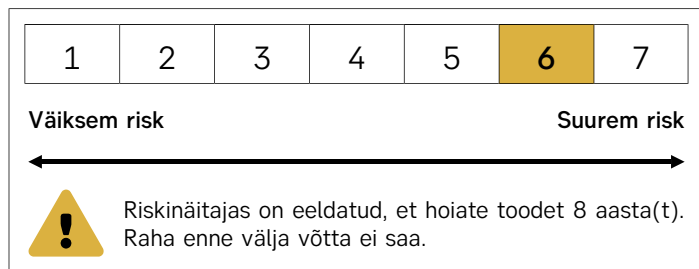 1 2 3 4 5 6 7
Väiksem risk Suurem risk
Riskinäitajas on eeldatud, et hoiate toodet 8 aasta(t).
Raha enne välja võtta ei saa.